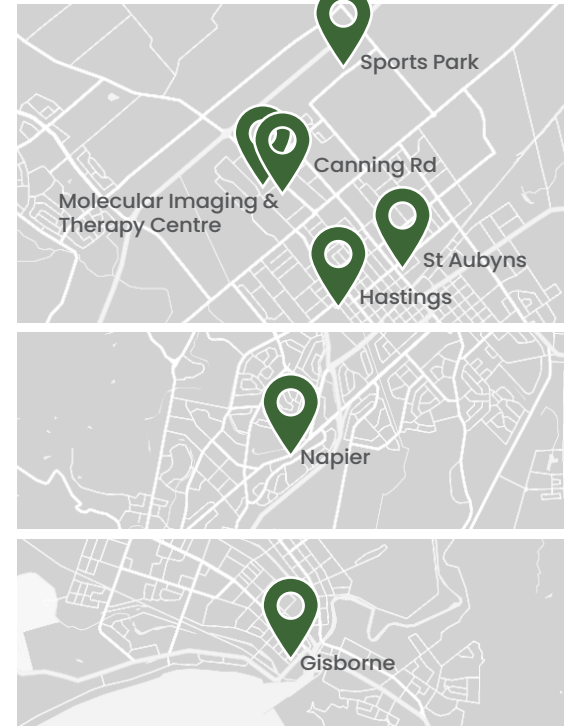 Sports Park
Canning Rd
Molecular Imaging &
Therapy Centre
St Aubyns
Hastings
Napier
Gisborne